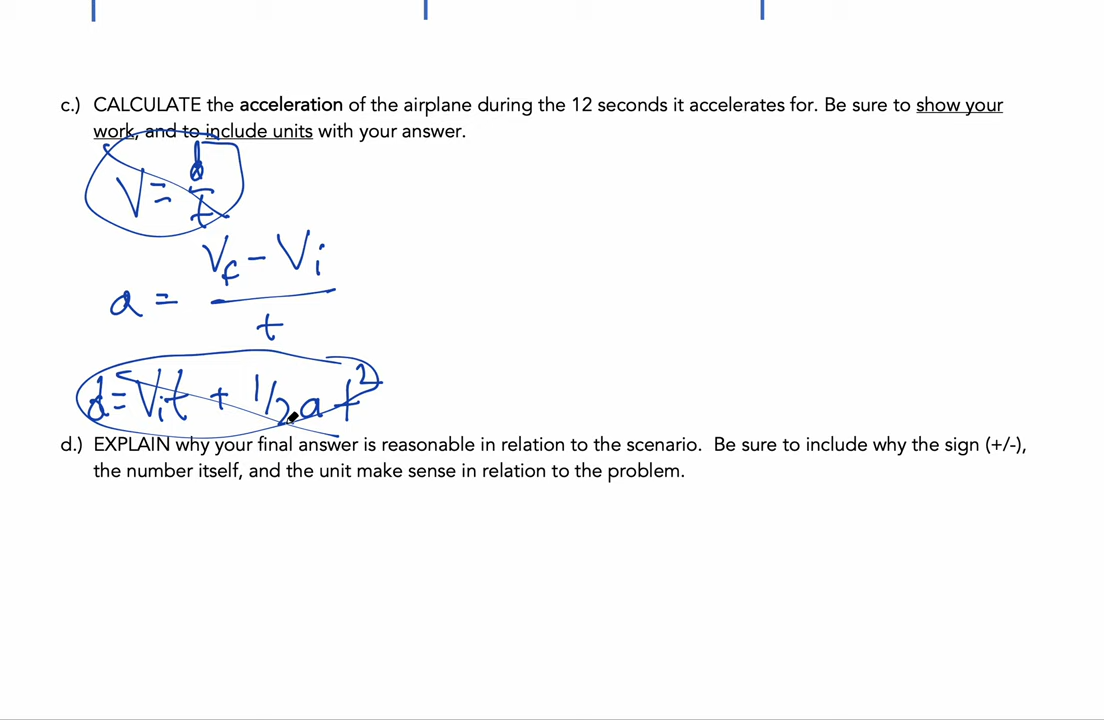 c.) CALCULATE the acceleration of the airplane during the 12 seconds it accelerates for. Be sure to show your
work, and to include units with your answer.
V = d/t
a = (Vf - Vi)/t
d = Vit + 1/2 a t²
d.) EXPLAIN why your final answer is reasonable in relation to the scenario. Be sure to include why the sign (+/-),
the number itself, and the unit make sense in relation to the problem.